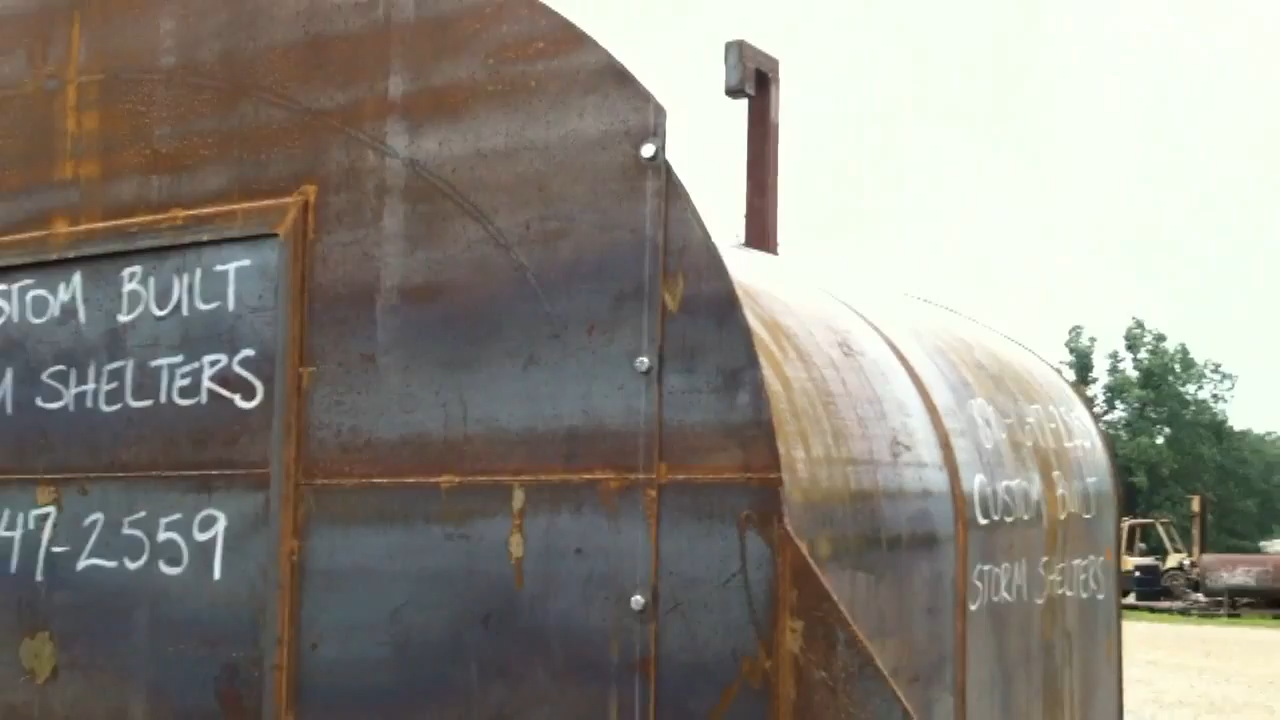 STOM BUILT
M SHELTERS
47-2559
CUSTOM BUILT
STORM SHELTERS